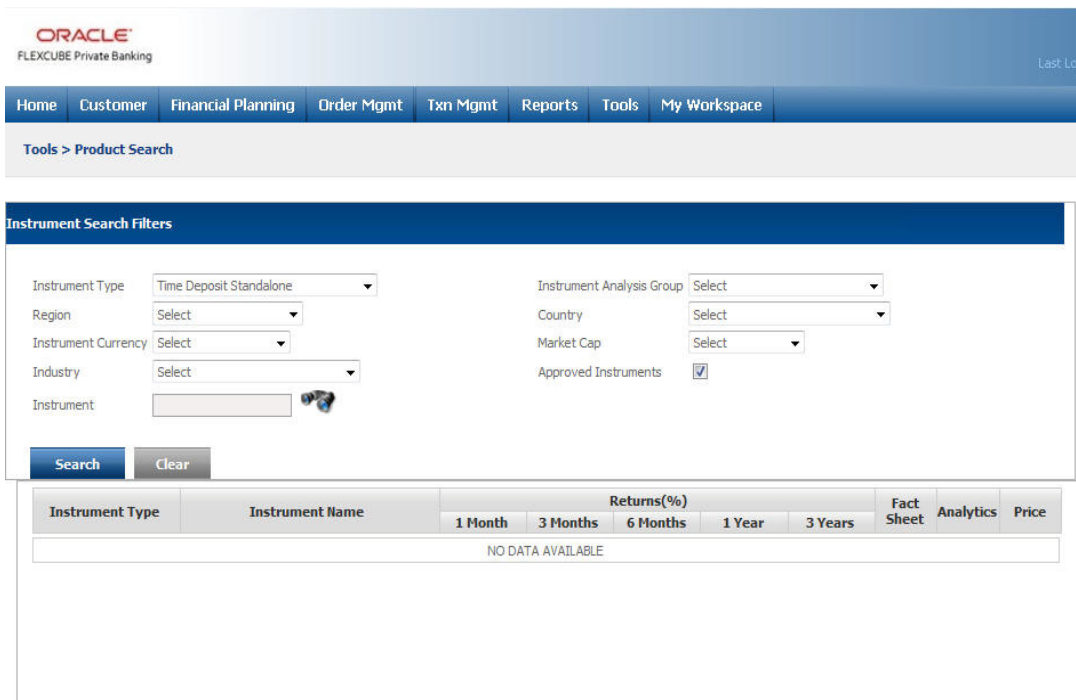 ORACLE
FLEXCUBE Private Banking
Last Lo
Home Customer Financial Planning Order Mgmt Txn Mgmt Reports Tools My Workspace
Tools > Product Search
Instrument Search Filters
Instrument Type Time Deposit Standalone Instrument Analysis Group Select
Region Select Country Select
Instrument Currency Select Market Cap Select
Industry Select Approved Instruments
Instrument
Search Clear
Instrument Type Instrument Name Returns(%) Fact Sheet Analytics Price
1 Month 3 Months 6 Months 1 Year 3 Years
NO DATA AVAILABLE